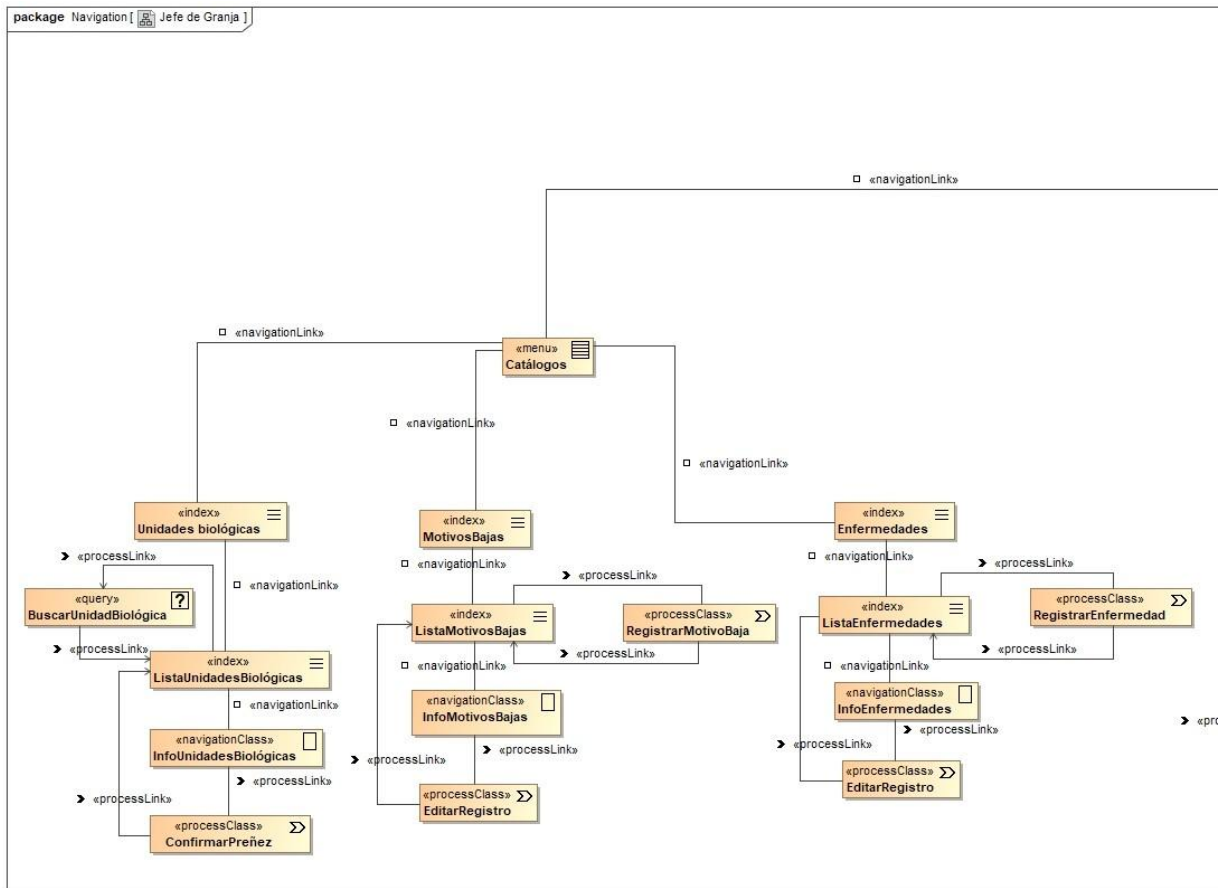 package Navigation [ Jefe de Granja ]
«navigationLink»
«navigationLink»
«menu»
Catálogos
«navigationLink»
«navigationLink»
«index»
Unidades biológicas
«index»
MotivosBajas
«index»
Enfermedades
«processLink»
«navigationLink»
«navigationLink»
«navigationLink»
«processLink»
«processLink»
«query»
BuscarUnidadBiológica
?
«index»
ListaMotivosBajas
«processClass»
RegistrarMotivoBaja
«index»
ListaEnfermedades
«processClass»
RegistrarEnfermedad
«processLink»
«processLink»
«processLink»
«index»
ListaUnidadesBiológicas
«navigationLink»
«navigationLink»
«navigationLink»
«navigationClass»
InfoMotivosBajas
«navigationClass»
InfoEnfermedades
«navigationClass»
InfoUnidadesBiológicas
«processLink»
«processLink»
«processLink»
«processLink»
«processLink»
«processClass»
EditarRegistro
«processClass»
EditarRegistro
«processLink»
«processClass»
ConfirmarPreñez